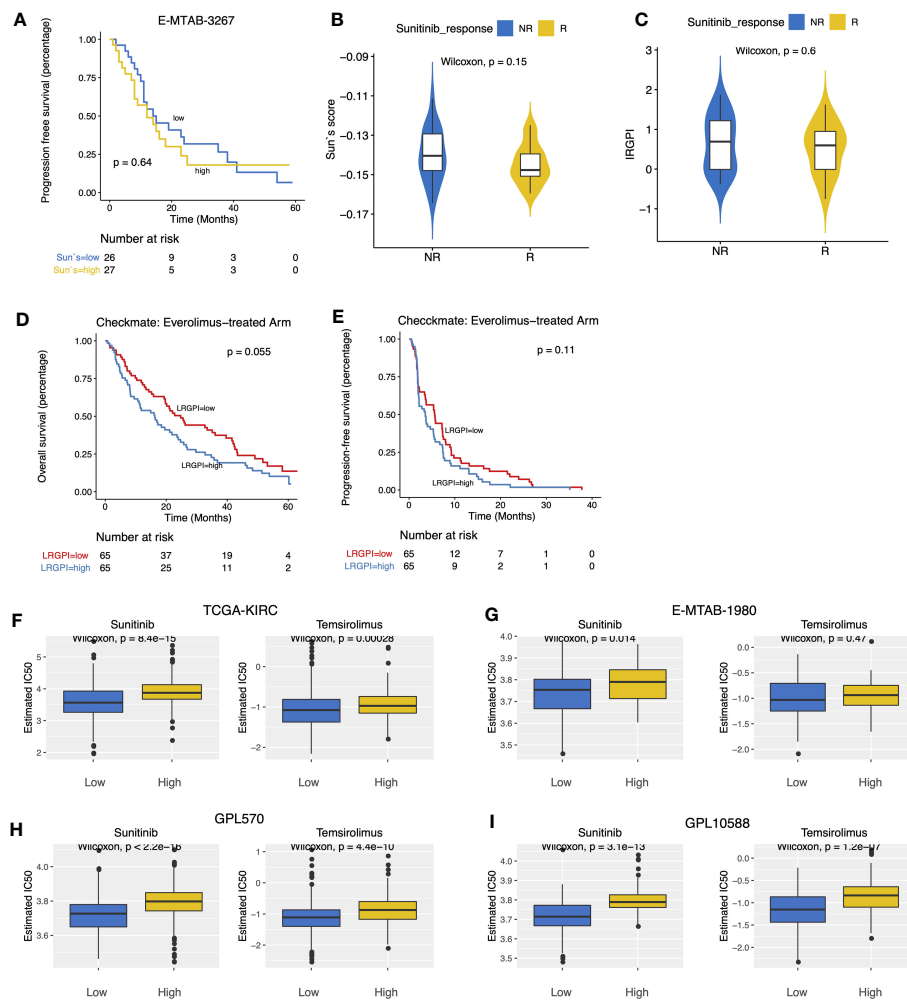 A
E-MTAB-3267
Progression freee survival (percentage)
1.00
0.75
0.50
0.25
0.00
low
high
p = 0.64
0
20
40
60
Time (Months)
Number at risk
Sun`s=low 26 9 3 0
Sun`s=high 27 5 3 0
B
Sunitinib_response NR R
Wilcoxon, p = 0.15
Sun`s score
−0.09
−0.11
−0.13
−0.15
−0.17
NR
R
C
Sunitinib_response NR R
Wilcoxon, p = 0.6
IRGPI
3
2
1
0
−1
NR
R
D
Checkmate: Everolimus−treated Arm
p = 0.055
Overall survival (percentage)
1.00
0.75
0.50
0.25
0.00
LRGPI=low
LRGPI=high
0
20
40
60
Time (Months)
Number at risk
LRGPI=low 65 37 19 4
LRGPI=high 65 25 11 2
E
Checckmate: Everolimus−treated Arm
p = 0.11
Progression−free survival (percentage)
1.00
0.75
0.50
0.25
0.00
LRGPI=low
LRGPI=high
0
10
20
30
40
Time (Months)
Number at risk
LRGPI=low 65 12 7 1 0
LRGPI=high 65 9 2 1 0
F
TCGA-KIRC
Sunitinib
Wilcoxon, p = 8.4e−15
Estimated IC50
5
4
3
2
Low
High
Temsirolimus
Wilcoxon, p = 0.00028
Estimated IC50
0
−1
−2
Low
High
G
E-MTAB-1980
Sunitinib
Wilcoxon, p = 0.014
Estimated IC50
4.0
3.9
3.8
3.7
3.6
3.5
Low
High
Temsirolimus
Wilcoxon, p = 0.47
Estimated IC50
0.0
−0.5
−1.0
−1.5
−2.0
Low
High
H
GPL570
Sunitinib
Wilcoxon, p < 2.2e−16
Estimated IC50
4.0
3.8
3.6
Low
High
Temsirolimus
Wilcoxon, p = 4.4e−10
Estimated IC50
1
0
−1
−2
Low
High
I
GPL10588
Sunitinib
Wilcoxon, p = 3.1e−13
Estimated IC50
4.0
3.9
3.8
3.7
3.6
3.5
Low
High
Temsirolimus
Wilcoxon, p = 1.2e−07
Estimated IC50
0.0
−0.5
−1.0
−1.5
−2.0
Low
High